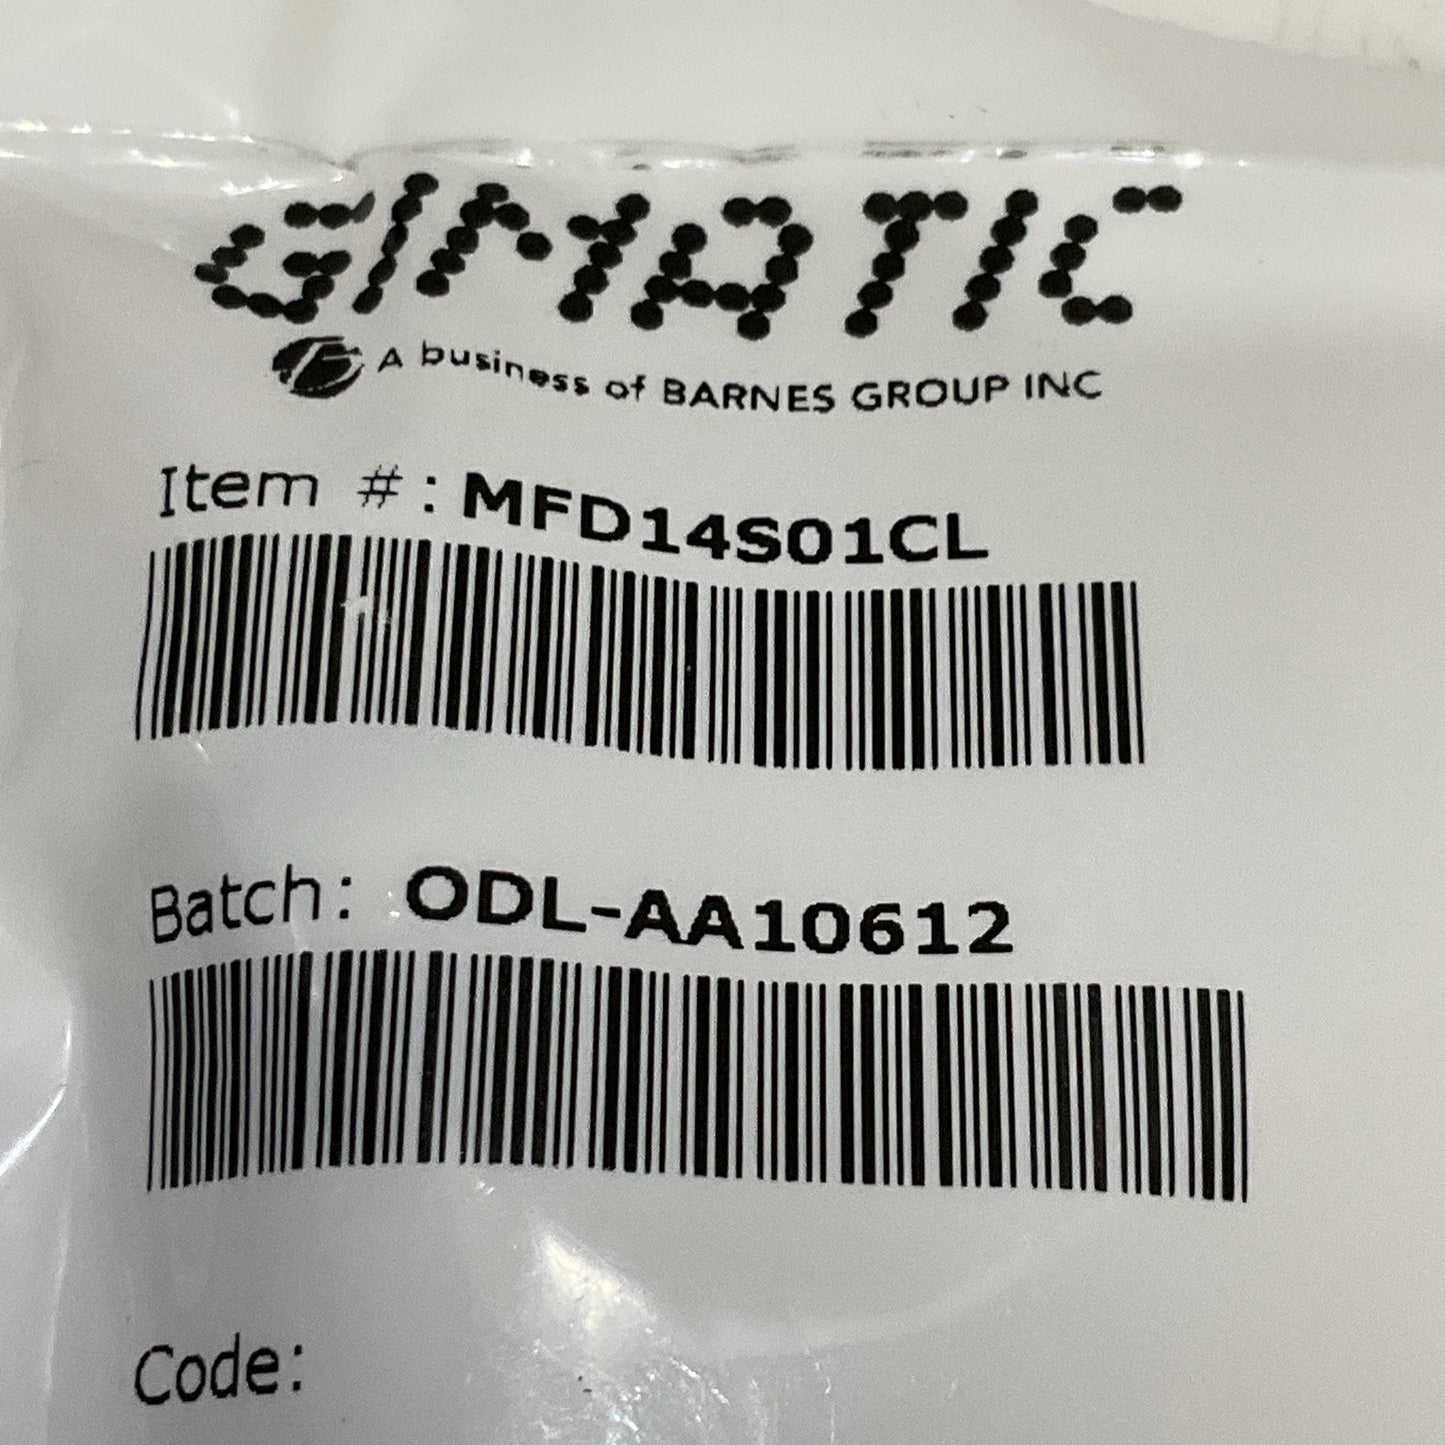 GIMATIC
A business of BARNES GROUP INC
Item #: MFD14S01CL
Batch: ODL-AA10612
Code: